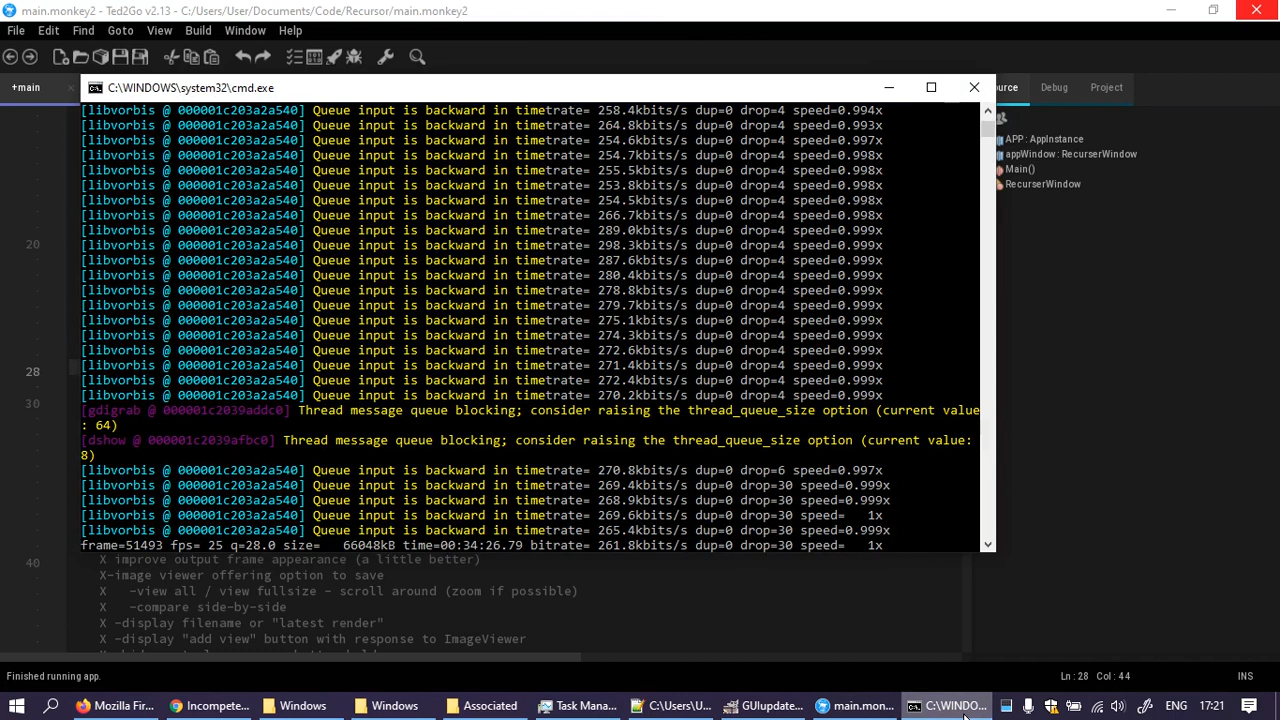 main.monkey2* - Ted2Go v2.13 - C:/Users/User/Documents/Code/Recursor/main.monkey2
File Edit Find Goto View Build Window Help
+main
C:\WINDOWS\system32\cmd.exe
ource Debug Project
[libvorbis @ 000001c203a2a540] Queue input is backward in timetrate= 258.4kbits/s dup=0 drop=4 speed=0.994x
[libvorbis @ 000001c203a2a540] Queue input is backward in timetrate= 264.8kbits/s dup=0 drop=4 speed=0.993x
[libvorbis @ 000001c203a2a540] Queue input is backward in timetrate= 254.6kbits/s dup=0 drop=4 speed=0.997x
[libvorbis @ 000001c203a2a540] Queue input is backward in timetrate= 254.7kbits/s dup=0 drop=4 speed=0.998x
[libvorbis @ 000001c203a2a540] Queue input is backward in timetrate= 255.5kbits/s dup=0 drop=4 speed=0.998x
[libvorbis @ 000001c203a2a540] Queue input is backward in timetrate= 253.8kbits/s dup=0 drop=4 speed=0.998x
[libvorbis @ 000001c203a2a540] Queue input is backward in timetrate= 254.5kbits/s dup=0 drop=4 speed=0.998x
[libvorbis @ 000001c203a2a540] Queue input is backward in timetrate= 266.7kbits/s dup=0 drop=4 speed=0.998x
[libvorbis @ 000001c203a2a540] Queue input is backward in timetrate= 289.0kbits/s dup=0 drop=4 speed=0.998x
[libvorbis @ 000001c203a2a540] Queue input is backward in timetrate= 298.3kbits/s dup=0 drop=4 speed=0.999x
[libvorbis @ 000001c203a2a540] Queue input is backward in timetrate= 287.6kbits/s dup=0 drop=4 speed=0.999x
[libvorbis @ 000001c203a2a540] Queue input is backward in timetrate= 280.4kbits/s dup=0 drop=4 speed=0.999x
[libvorbis @ 000001c203a2a540] Queue input is backward in timetrate= 278.8kbits/s dup=0 drop=4 speed=0.999x
[libvorbis @ 000001c203a2a540] Queue input is backward in timetrate= 279.7kbits/s dup=0 drop=4 speed=0.999x
[libvorbis @ 000001c203a2a540] Queue input is backward in timetrate= 275.1kbits/s dup=0 drop=4 speed=0.999x
[libvorbis @ 000001c203a2a540] Queue input is backward in timetrate= 274.3kbits/s dup=0 drop=4 speed=0.999x
[libvorbis @ 000001c203a2a540] Queue input is backward in timetrate= 272.6kbits/s dup=0 drop=4 speed=0.999x
[libvorbis @ 000001c203a2a540] Queue input is backward in timetrate= 271.4kbits/s dup=0 drop=4 speed=0.999x
[libvorbis @ 000001c203a2a540] Queue input is backward in timetrate= 272.4kbits/s dup=0 drop=4 speed=0.999x
[libvorbis @ 000001c203a2a540] Queue input is backward in timetrate= 270.2kbits/s dup=0 drop=4 speed=0.999x
[gdigrab @ 000001c2039addc0] Thread message queue blocking; consider raising the thread_queue_size option (current value
: 64)
[dshow @ 000001c2039afbc0] Thread message queue blocking; consider raising the thread_queue_size option (current value:
8)
[libvorbis @ 000001c203a2a540] Queue input is backward in timetrate= 270.8kbits/s dup=0 drop=6 speed=0.997x
[libvorbis @ 000001c203a2a540] Queue input is backward in timetrate= 269.4kbits/s dup=0 drop=30 speed=0.999x
[libvorbis @ 000001c203a2a540] Queue input is backward in timetrate= 268.9kbits/s dup=0 drop=30 speed=0.999x
[libvorbis @ 000001c203a2a540] Queue input is backward in timetrate= 269.6kbits/s dup=0 drop=30 speed= 1x
[libvorbis @ 000001c203a2a540] Queue input is backward in timetrate= 265.4kbits/s dup=0 drop=30 speed=0.999x
frame=51493 fps= 25 q=28.0 size= 66048kB time=00:34:26.79 bitrate= 261.8kbits/s dup=0 drop=30 speed= 1x
APP : AppInstance
appWindow : RecurserWindow
Main()
RecurserWindow
20
28
30
40
X improve output frame appearance (a little better)
X-image viewer offering option to save
X -view all / view fullsize - scroll around (zoom if possible)
X -compare side-by-side
X -display filename or "latest render"
X -display "add view" button with response to ImageViewer
Finished running app.
Ln : 28 Col : 44
INS
Mozilla Fir...
Incompete...
Windows
Windows
Associated
Task Mana...
C:\Users\U...
GUIupdate...
main.mon...
C:\WINDO...
ENG 17:21